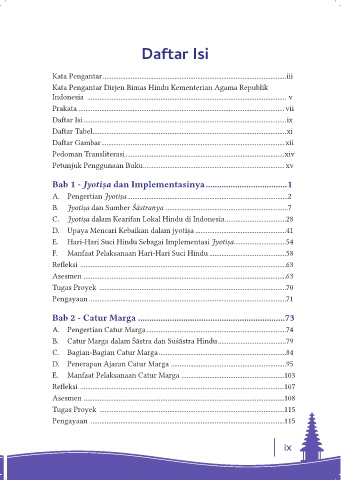 Daftar Isi
Kata Pengantar ... iii
Kata Pengantar Dirjen Bimas Hindu Kementerian Agama Republik
Indonesia ... v
Prakata ... vii
Daftar Isi ... ix
Daftar Tabel ... xi
Daftar Gambar ... xii
Pedoman Transliterasi ... xiv
Petunjuk Penggunaan Buku ... xv
Bab 1 - Jyotiṣa dan Implementasinya ... 1
A. Pengertian Jyotiṣa ... 2
B. Jyotiṣa dan Sumber Śāstranya ... 7
C. Jyotiṣa dalam Kearifan Lokal Hindu di Indonesia ... 28
D. Upaya Mencari Kebaikan dalam jyotiṣa ... 41
E. Hari-Hari Suci Hindu Sebagai Implementasi Jyotiṣa ... 54
F. Manfaat Pelaksanaan Hari-Hari Suci Hindu ... 58
Refleksi ... 63
Asesmen ... 63
Tugas Proyek ... 70
Pengayaan ... 71
Bab 2 - Catur Marga ... 73
A. Pengertian Catur Marga ... 74
B. Catur Marga dalam Śāstra dan Suśāstra Hindu ... 79
C. Bagian-Bagian Catur Marga ... 84
D. Penerapan Ajaran Catur Marga ... 95
E. Manfaat Pelaksanaan Catur Marga ... 103
Refleksi ... 107
Asesmen ... 108
Tugas Proyek ... 115
Pengayaan ... 115
ix